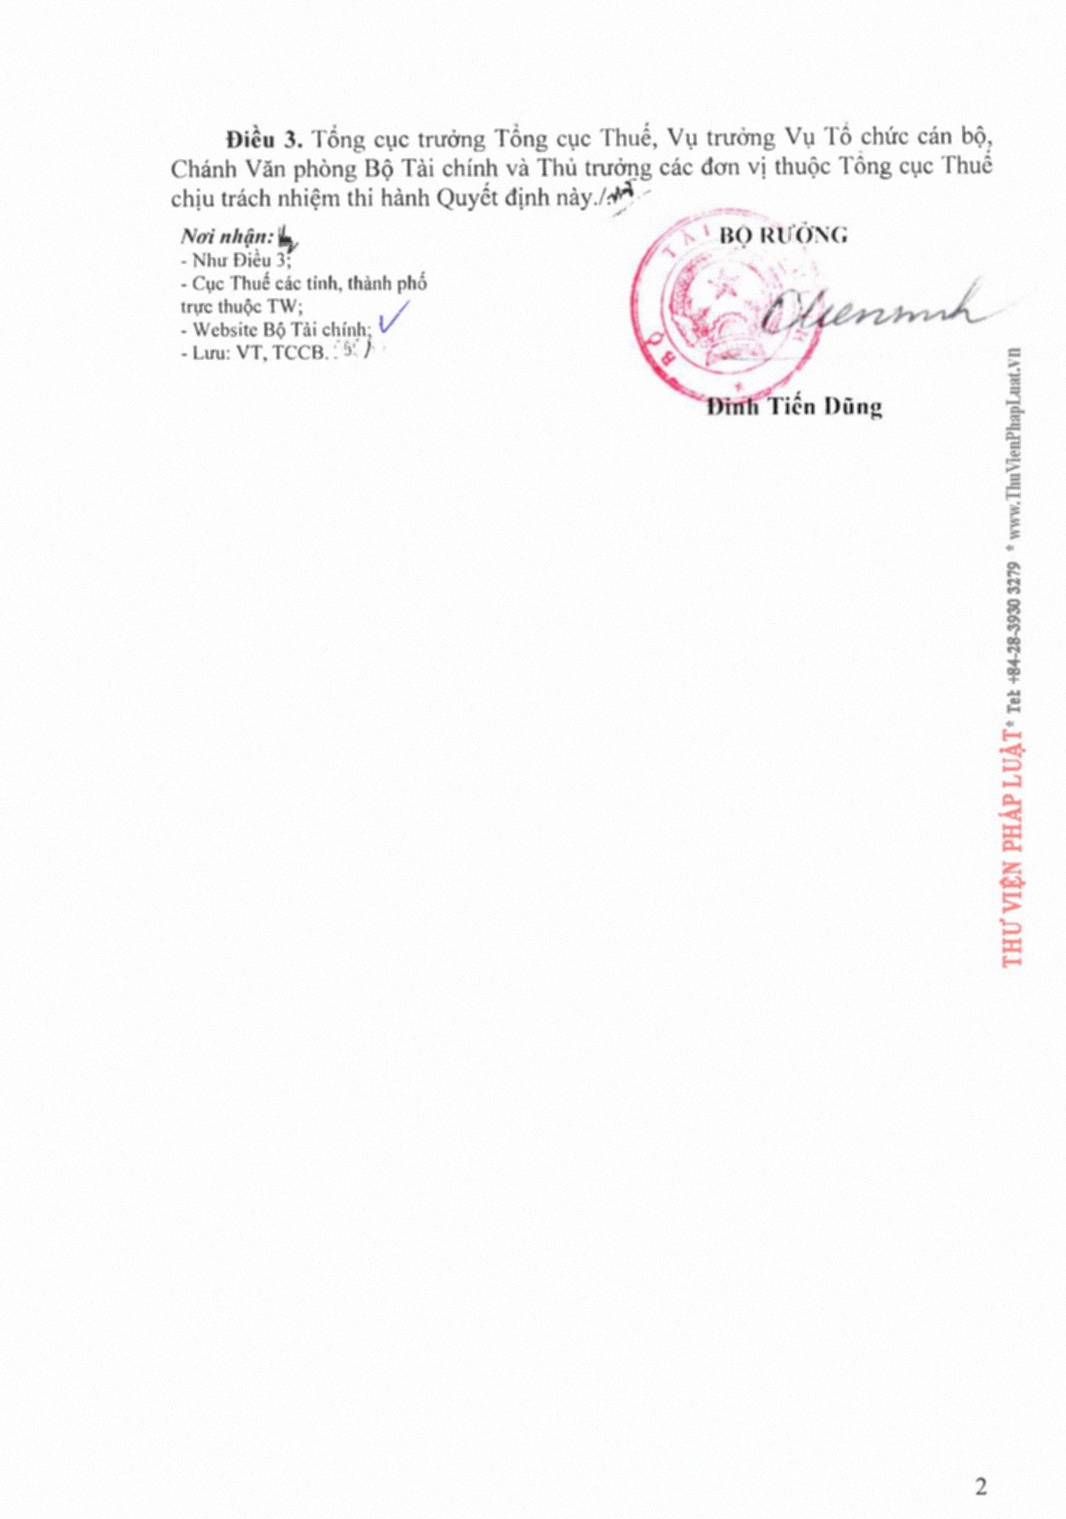 Điều 3. Tổng cục trưởng Tổng cục Thuế, Vụ trưởng Vụ Tổ chức cán bộ,
Chánh Văn phòng Bộ Tài chính và Thủ trưởng các đơn vị thuộc Tổng cục Thuế
chịu trách nhiệm thi hành Quyết định này./.
Nơi nhận:
- Như Điều 3;
- Cục Thuế các tỉnh, thành phố
trực thuộc TW;
- Website Bộ Tài chính;
- Lưu: VT, TCCB.
BỘ RƯỞNG
BỘ TÀI
Đinh Tiến Dũng
THƯ VIỆN PHÁP LUẬT * Tel: +84-28-3930 3279 * www.ThuVienPhapLuat.vn
2